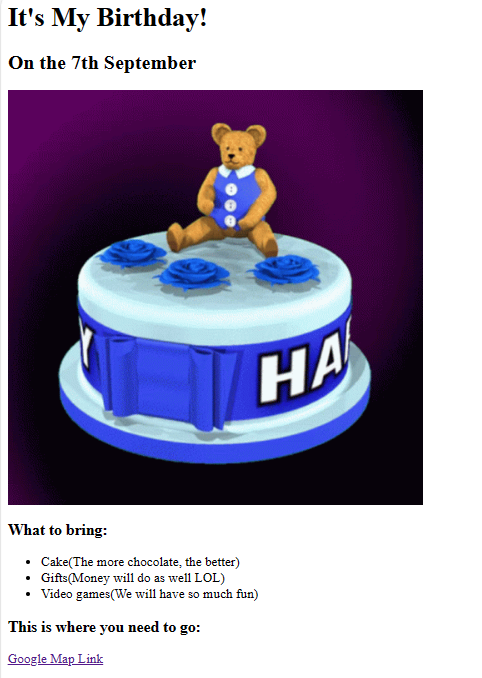 It's My Birthday!
On the 7th September
Y HA
What to bring:
Cake(The more chocolate, the better)
Gifts(Money will do as well LOL)
Video games(We will have so much fun)
This is where you need to go:
Google Map Link